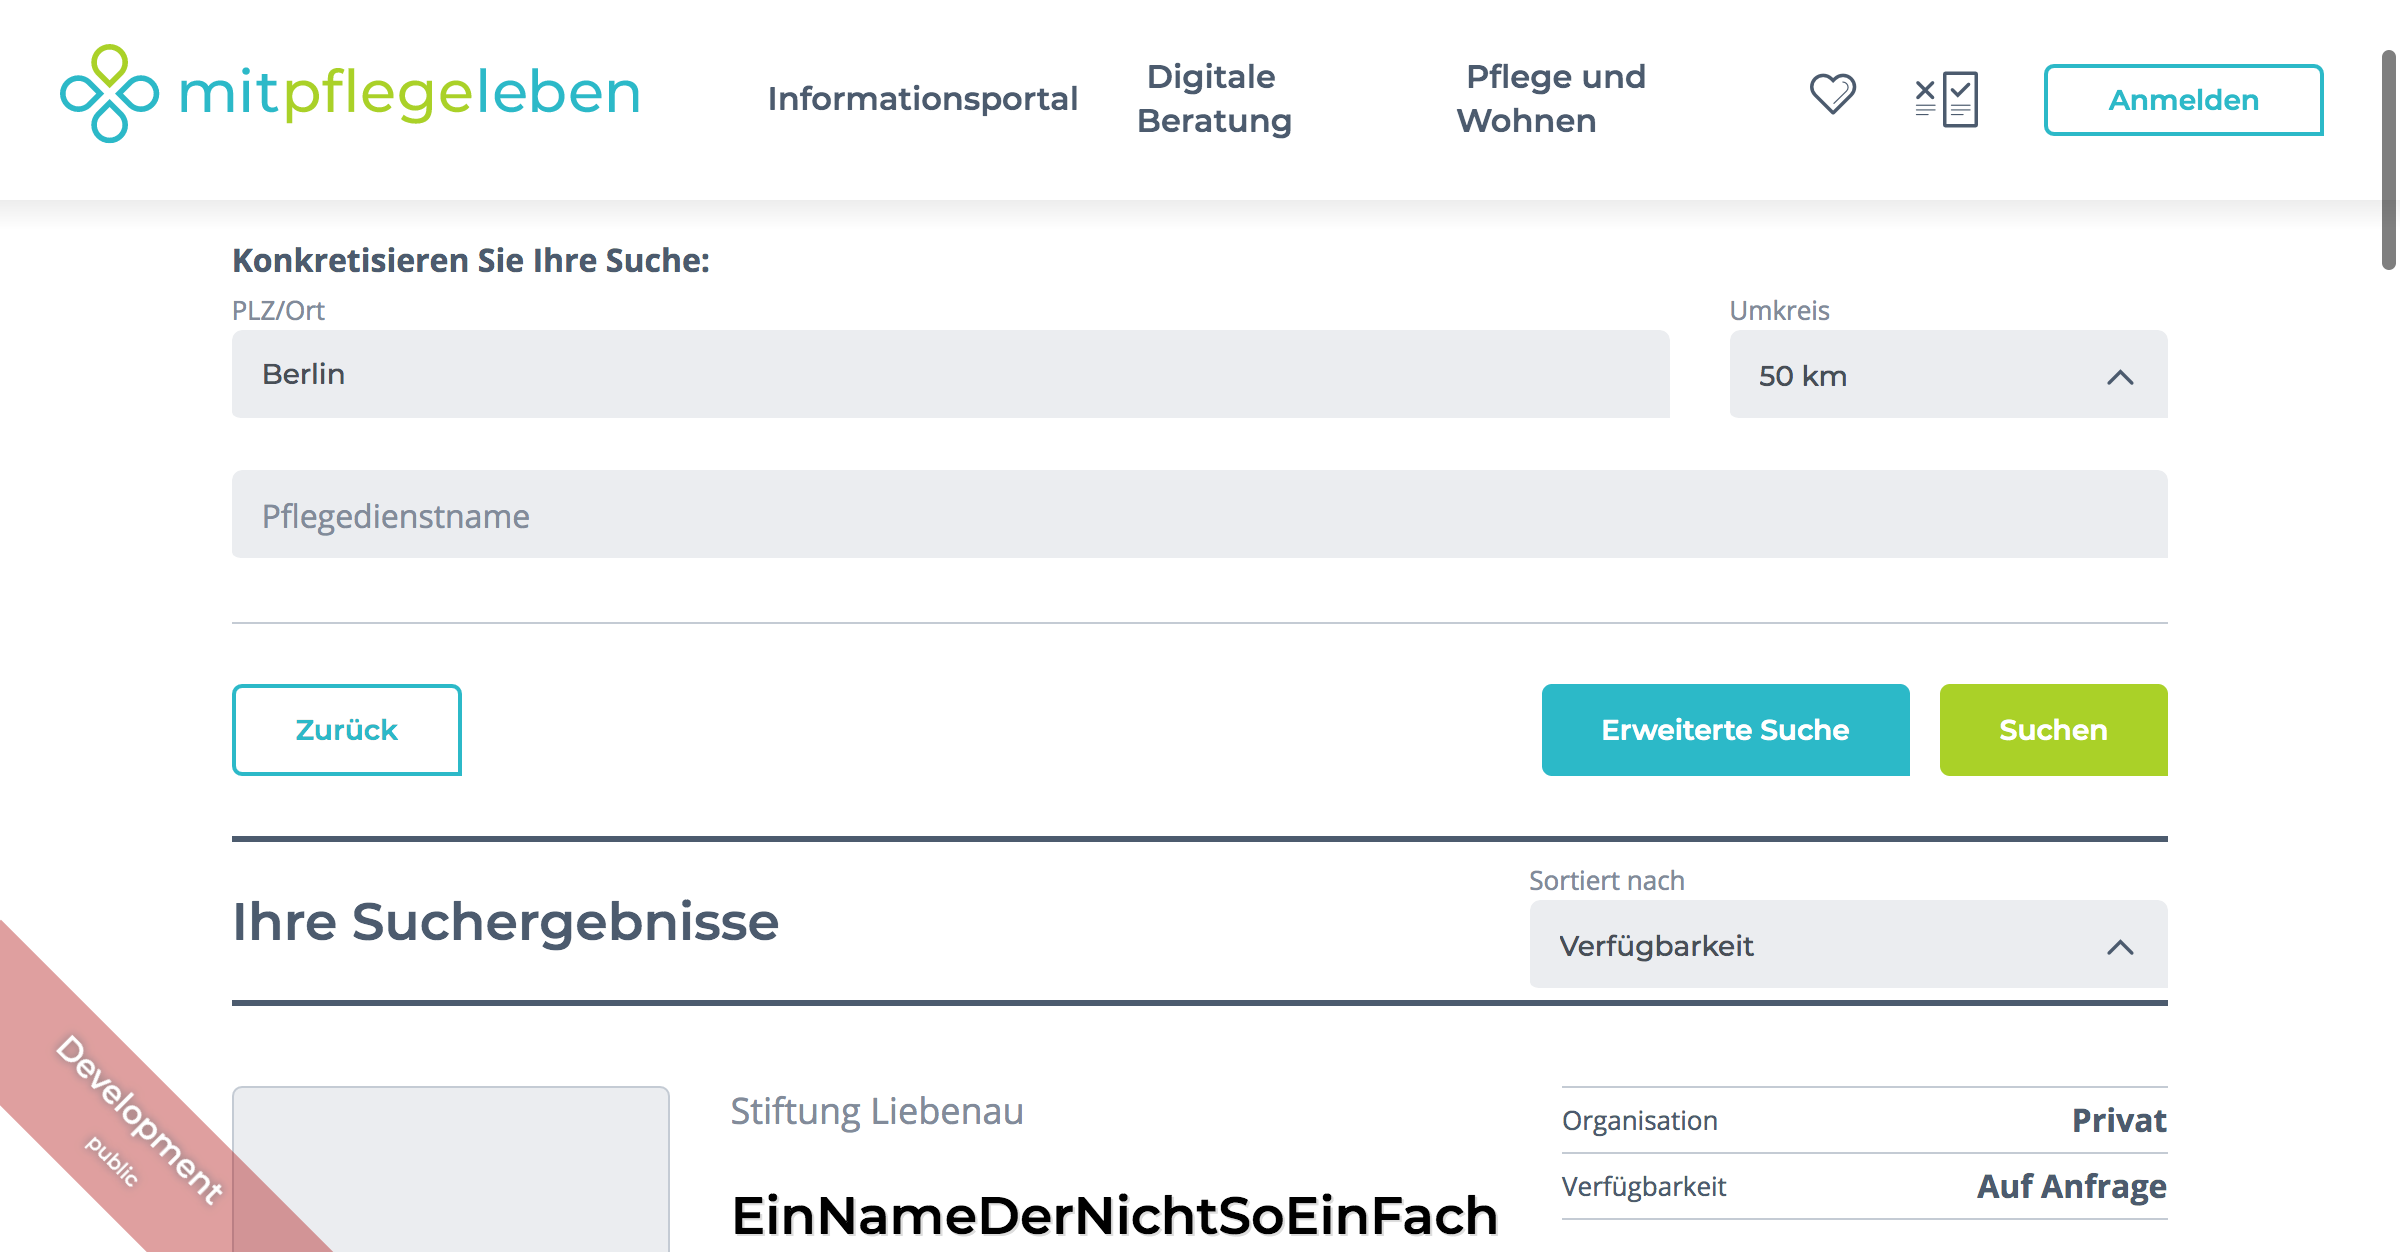 mitpflegeleben
Informationsportal
Digitale
Beratung
Pflege und
Wohnen
Anmelden
Konkretisieren Sie Ihre Suche:
PLZ/Ort
Umkreis
Berlin
50 km
Pflegedienstname
Zurück
Erweiterte Suche
Suchen
Ihre Suchergebnisse
Sortiert nach
Verfügbarkeit
Stiftung Liebenau
EinNameDerNichtSoEinFach
Organisation Privat
Verfügbarkeit Auf Anfrage
Development
public